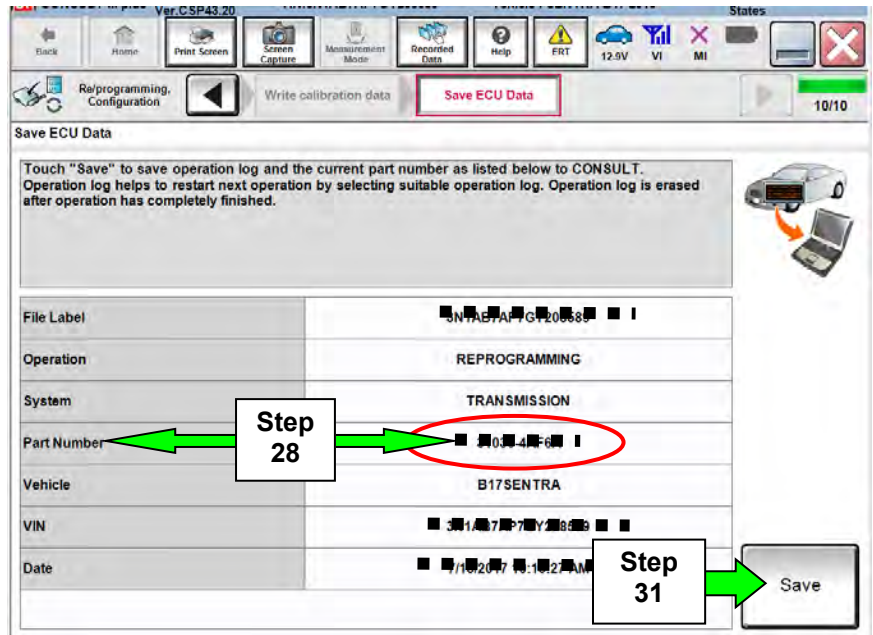 Ver.CSP43.20
States
Back
Home
Print Screen
Screen Capture
Measurement Mode
Recorded Data
Help
ERT
12.9V
VI
MI
Re/programming, Configuration
Write calibration data
Save ECU Data
10/10
Save ECU Data
Touch "Save" to save operation log and the current part number as listed below to CONSULT.
Operation log helps to restart next operation by selecting suitable operation log. Operation log is erased
after operation has completely finished.
File Label
Operation
REPROGRAMMING
System
TRANSMISSION
Step
28
Part Number
Vehicle
B17SENTRA
VIN
Date
Step
31
Save